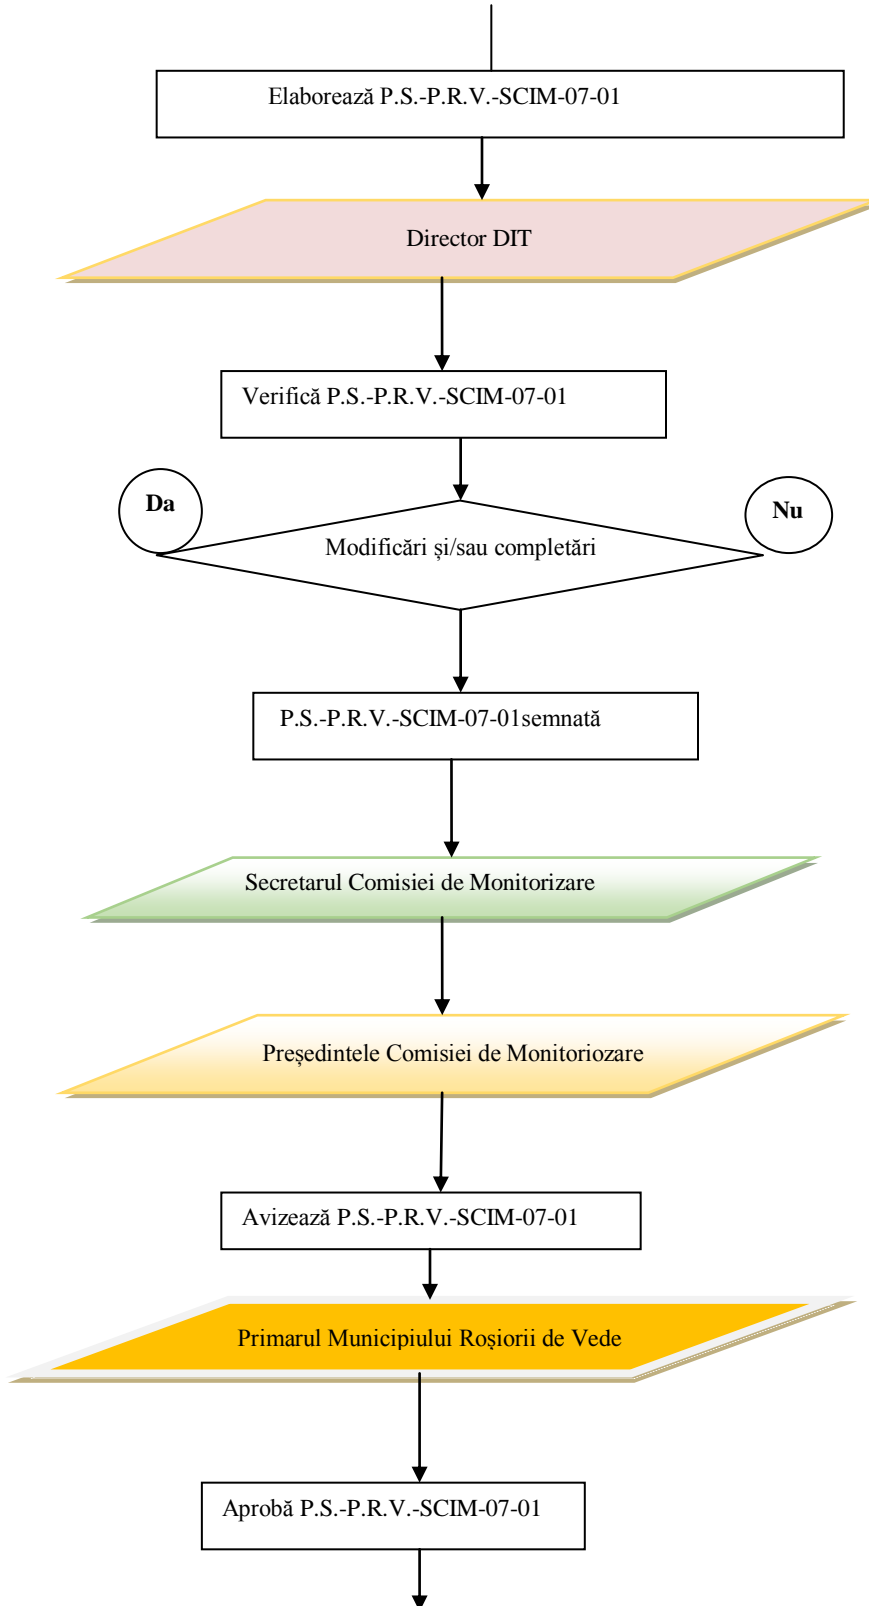 Elaborează P.S.-P.R.V.-SCIM-07-01
Director DIT
Verifică P.S.-P.R.V.-SCIM-07-01
Da
Nu
Modificări și/sau completări
P.S.-P.R.V.-SCIM-07-01semnată
Secretarul Comisiei de Monitorizare
Președintele Comisiei de Monitoriozare
Avizează P.S.-P.R.V.-SCIM-07-01
Primarul Municipiului Roșiorii de Vede
Aprobă P.S.-P.R.V.-SCIM-07-01